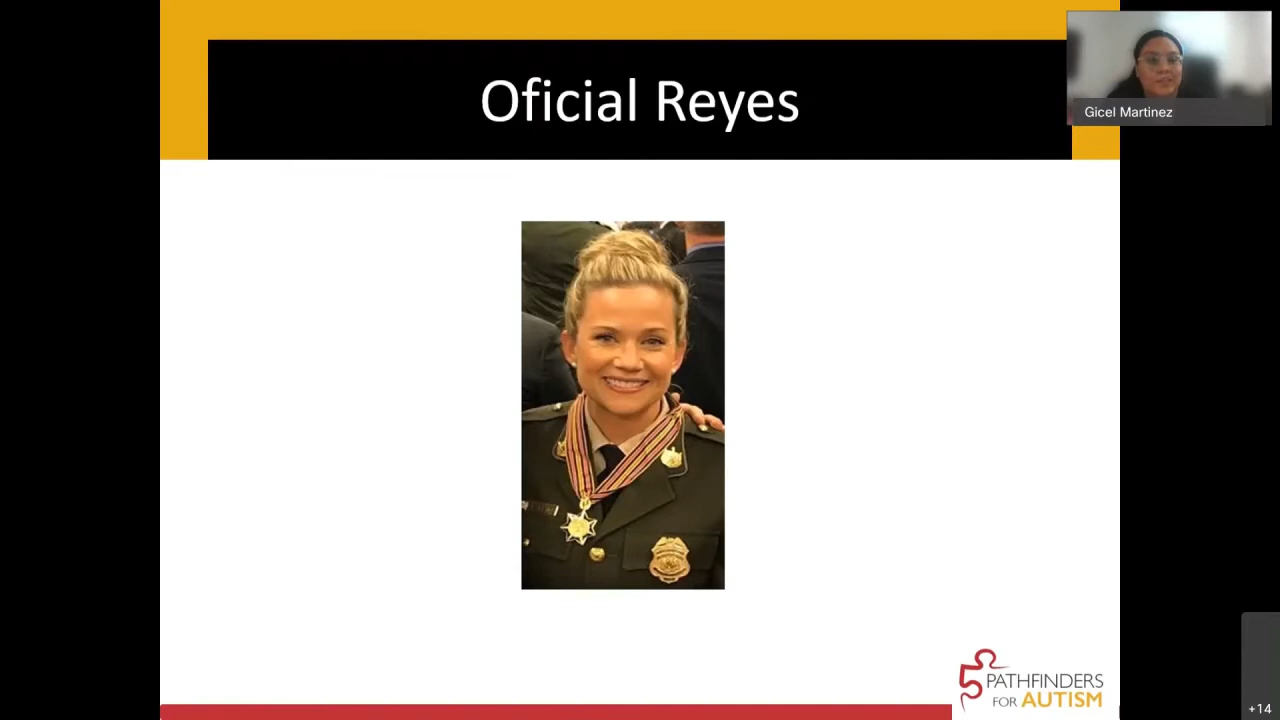 Oficial Reyes
Gicel Martinez
PATHFINDERS
FOR AUTISM
+14